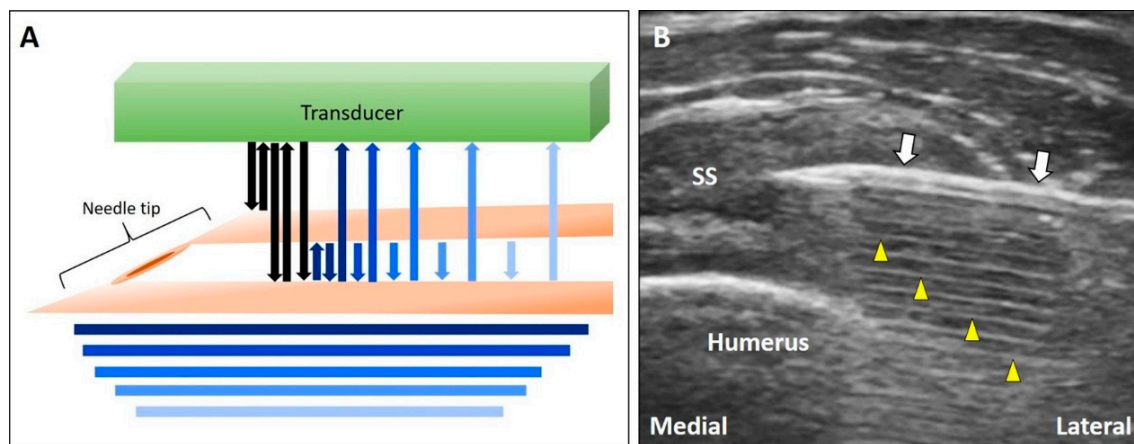 A
Transducer
Needle tip
B
SS
Humerus
Medial
Lateral